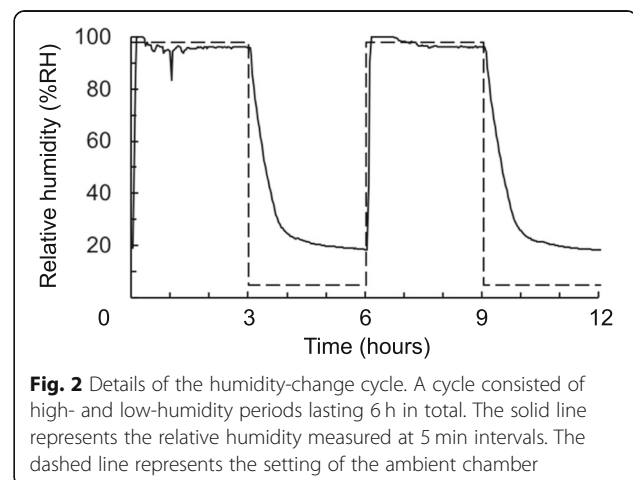 100
80
60
40
20
0
Relative humidity (%RH)
3
6
9
12
Time (hours)
Fig. 2 Details of the humidity-change cycle. A cycle consisted of
high- and low-humidity periods lasting 6 h in total. The solid line
represents the relative humidity measured at 5 min intervals. The
dashed line represents the setting of the ambient chamber